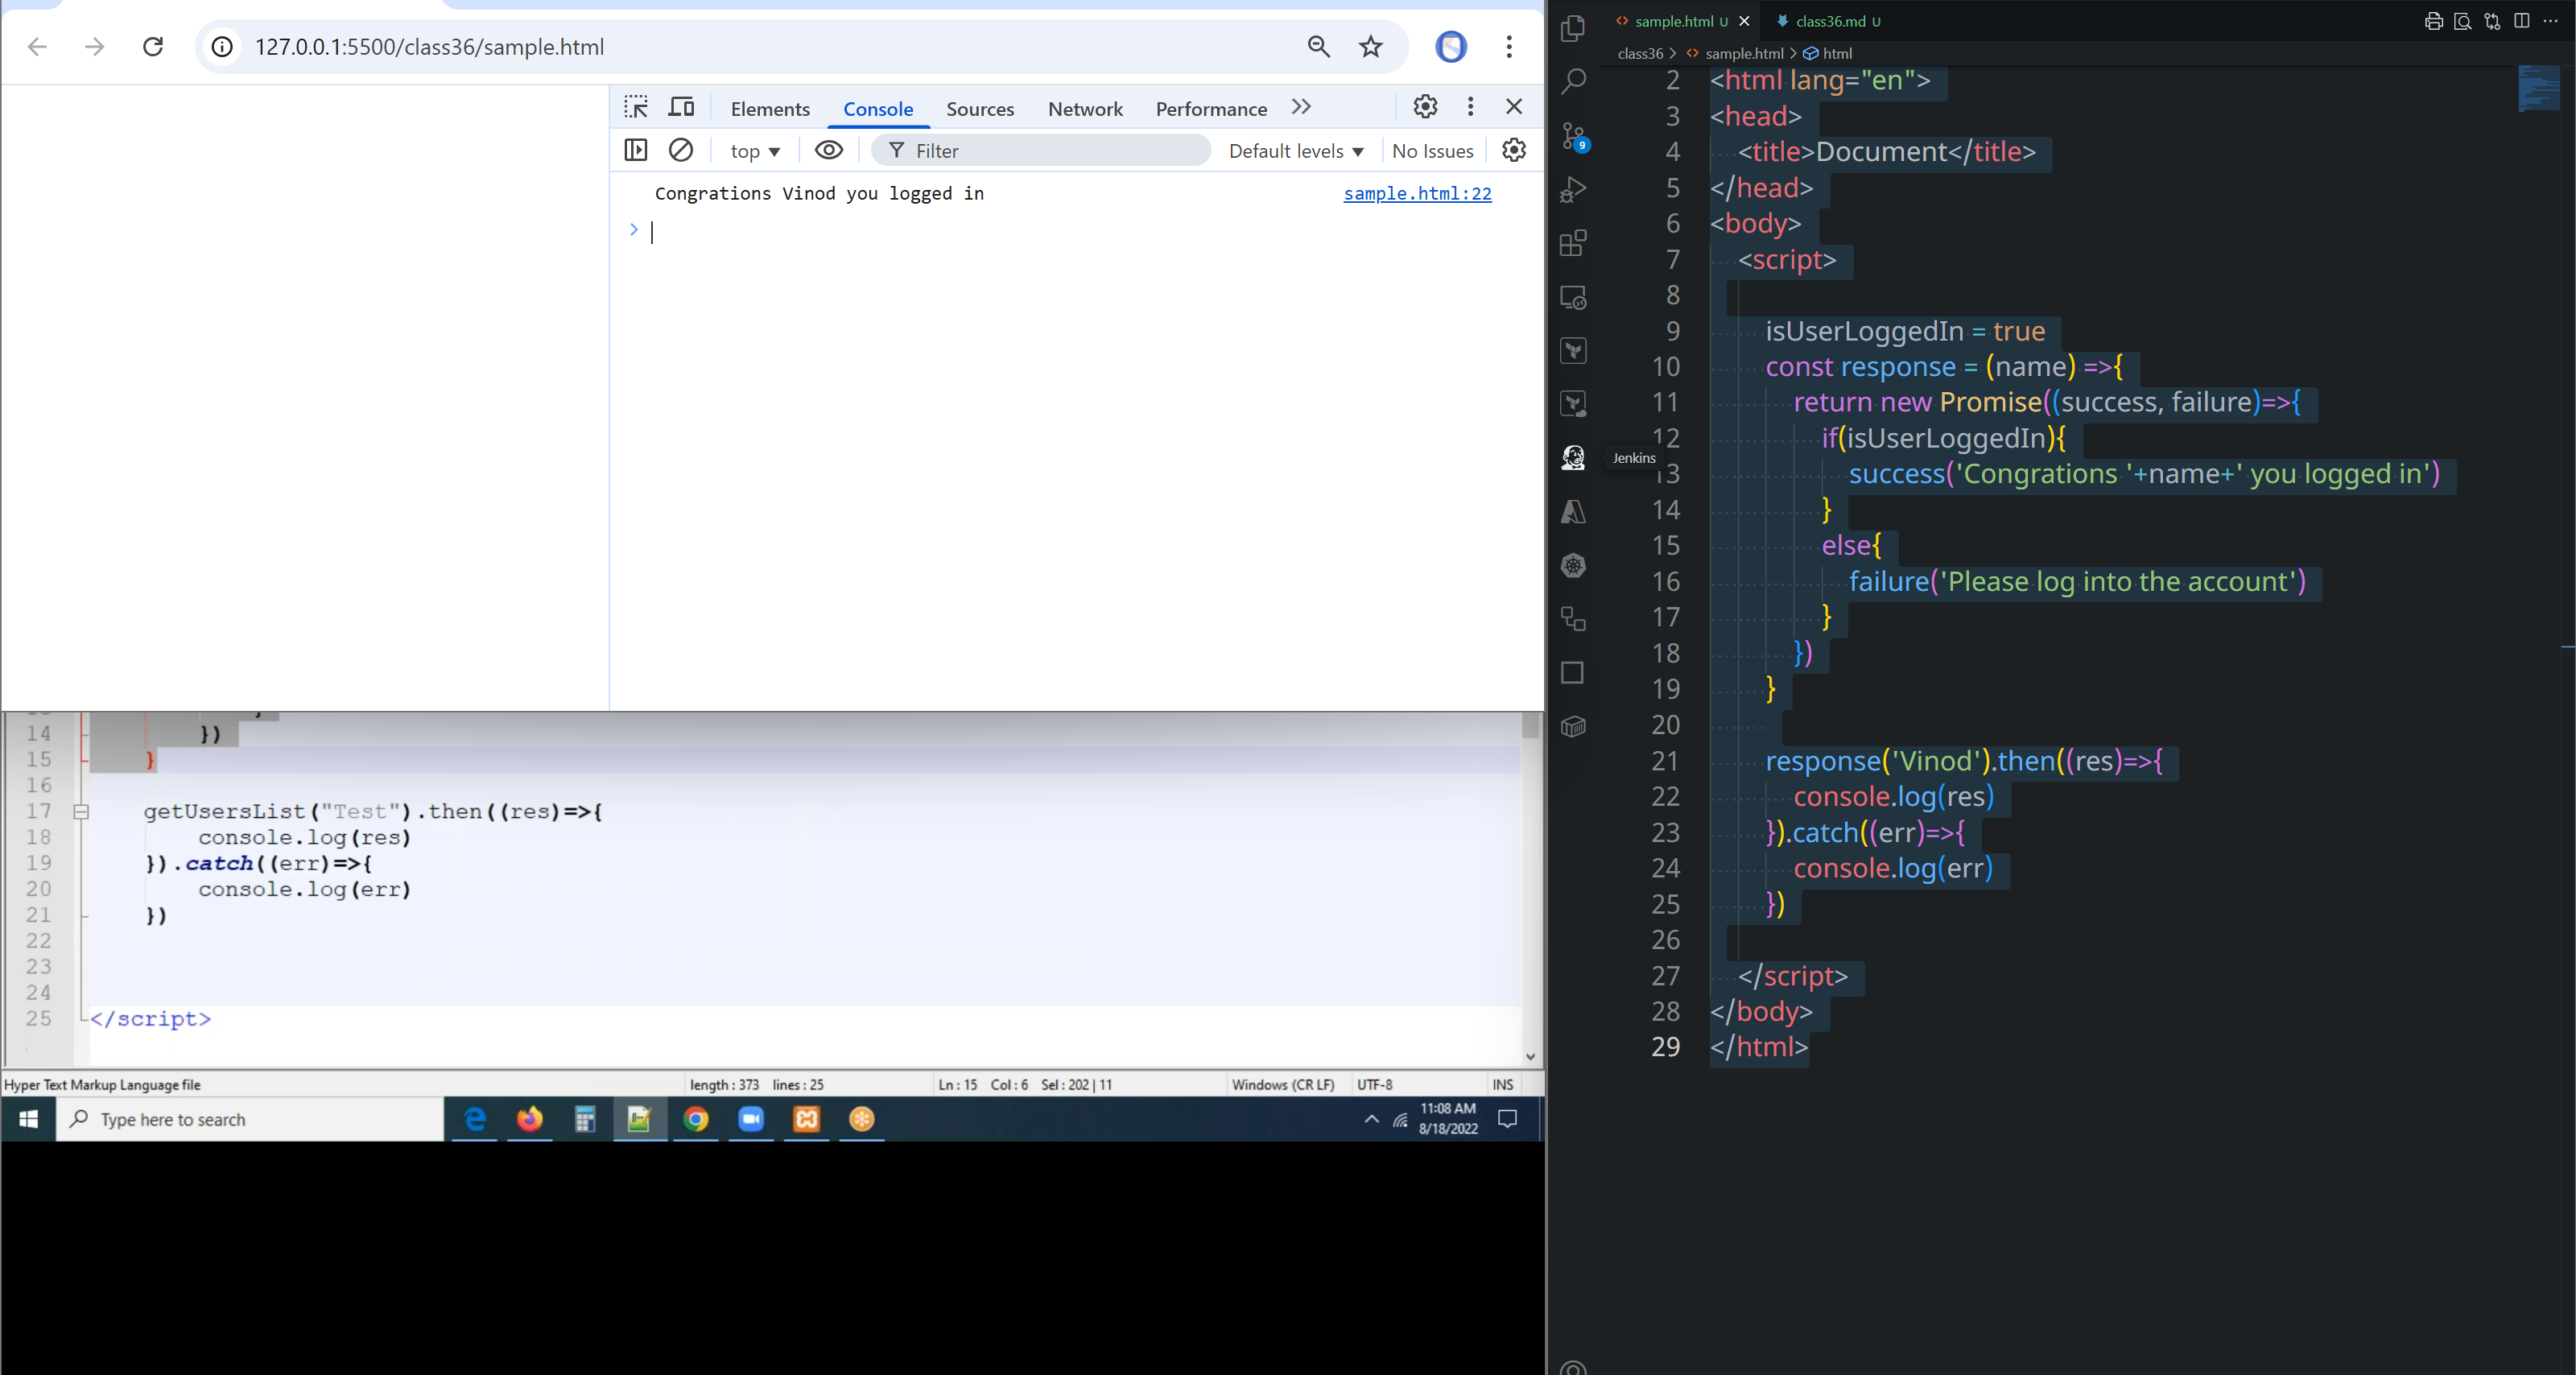 127.0.0.1:5500/class36/sample.html
Elements Console Sources Network Performance
top ▼ Filter Default levels ▼ No Issues
Congrations Vinod you logged in sample.html:22
>
14 })
15 }
16
17 getUsersList("Test").then((res)=>{
18 console.log(res)
19 }).catch((err)=>{
20 console.log(err)
21 })
22
23
24
25 </script>
Hyper Text Markup Language file length : 373 lines : 25 Ln : 15 Col : 6 Sel : 202 | 11 Windows (CR LF) UTF-8 INS
Type here to search
11:08 AM
8/18/2022
sample.html U class36.md U
class36 > sample.html > html
9
Jenkins
2 <html lang="en">
3 <head>
4 <title>Document</title>
5 </head>
6 <body>
7 <script>
8
9 isUserLoggedIn = true
10 const response = (name) =>{
11 return new Promise((success, failure)=>{
12 if(isUserLoggedIn){
13 success('Congrations '+name+' you logged in')
14 }
15 else{
16 failure('Please log into the account')
17 }
18 })
19 }
20
21 response('Vinod').then((res)=>{
22 console.log(res)
23 }).catch((err)=>{
24 console.log(err)
25 })
26
27 </script>
28 </body>
29 </html>